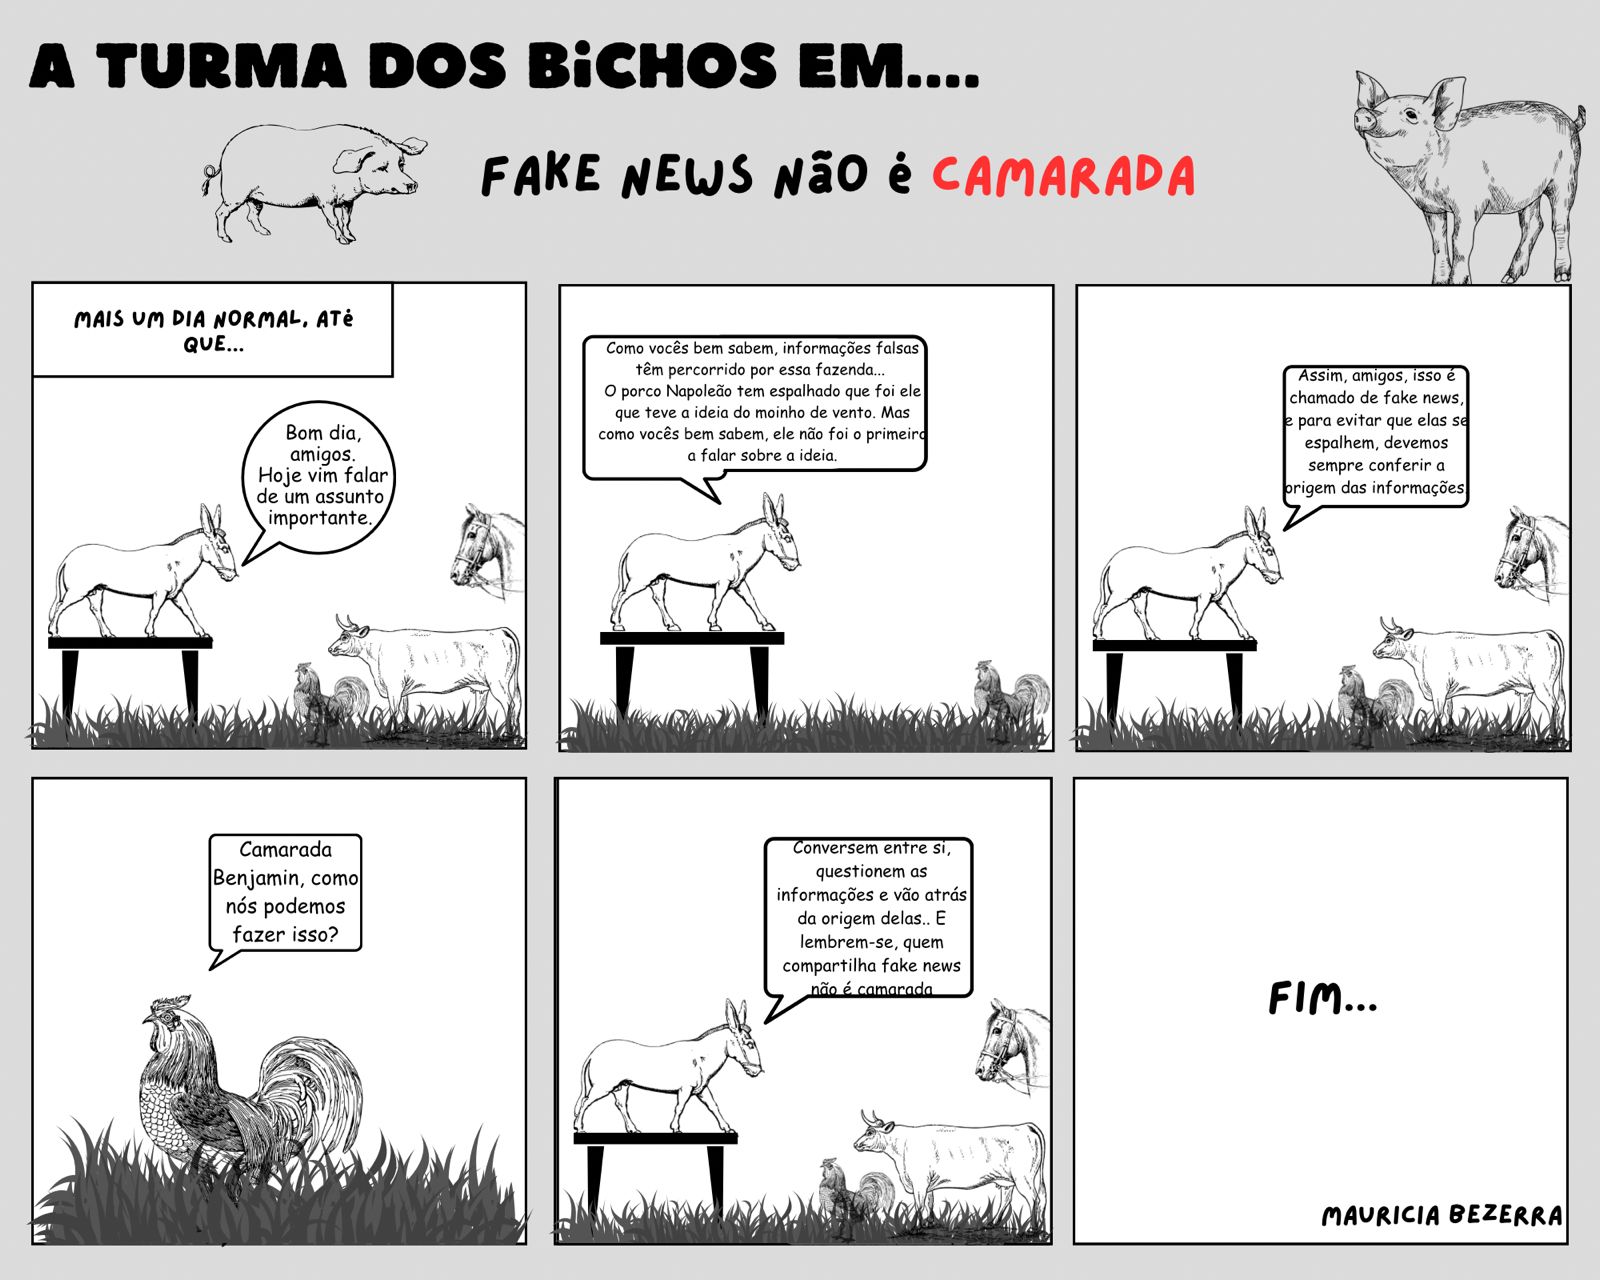 A TURMA DOS BiCHOS EM....
FAKE NEWS NÃO É CAMARADA
MAIS UM DIA NORMAL, ATÉ
QUE...
Bom dia,
amigos.
Hoje vim falar
de um assunto
importante.
Como vocês bem sabem, informações falsas
têm percorrido por essa fazenda...
O porco Napoleão tem espalhado que foi ele
que teve a ideia do moinho de vento. Mas
como vocês bem sabem, ele não foi o primeiro
a falar sobre a ideia.
Assim, amigos, isso é
chamado de fake news,
e para evitar que elas se
espalhem, devemos
sempre conferir a
origem das informações.
Camarada
Benjamin, como
nós podemos
fazer isso?
Conversem entre si,
questionem as
informações e vão atrás
da origem delas.. E
lembrem-se, quem
compartilha fake news
não é camarada
FIM...
MAURICIA BEZERRA